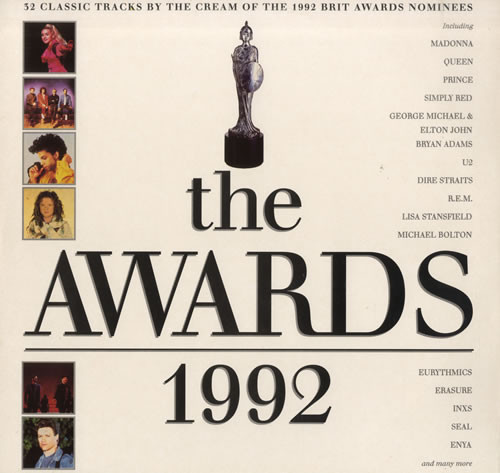 32 CLASSIC TRACKS BY THE CREAM OF THE 1992 BRIT AWARDS NOMINEES
Including
MADONNA
QUEEN
PRINCE
SIMPLY RED
GEORGE MICHAEL &
ELTON JOHN
BRYAN ADAMS
U2
DIRE STRAITS
R.E.M.
LISA STANSFIELD
MICHAEL BOLTON
the
AWARDS
1992
EURYTHMICS
ERASURE
INXS
SEAL
ENYA
and many more